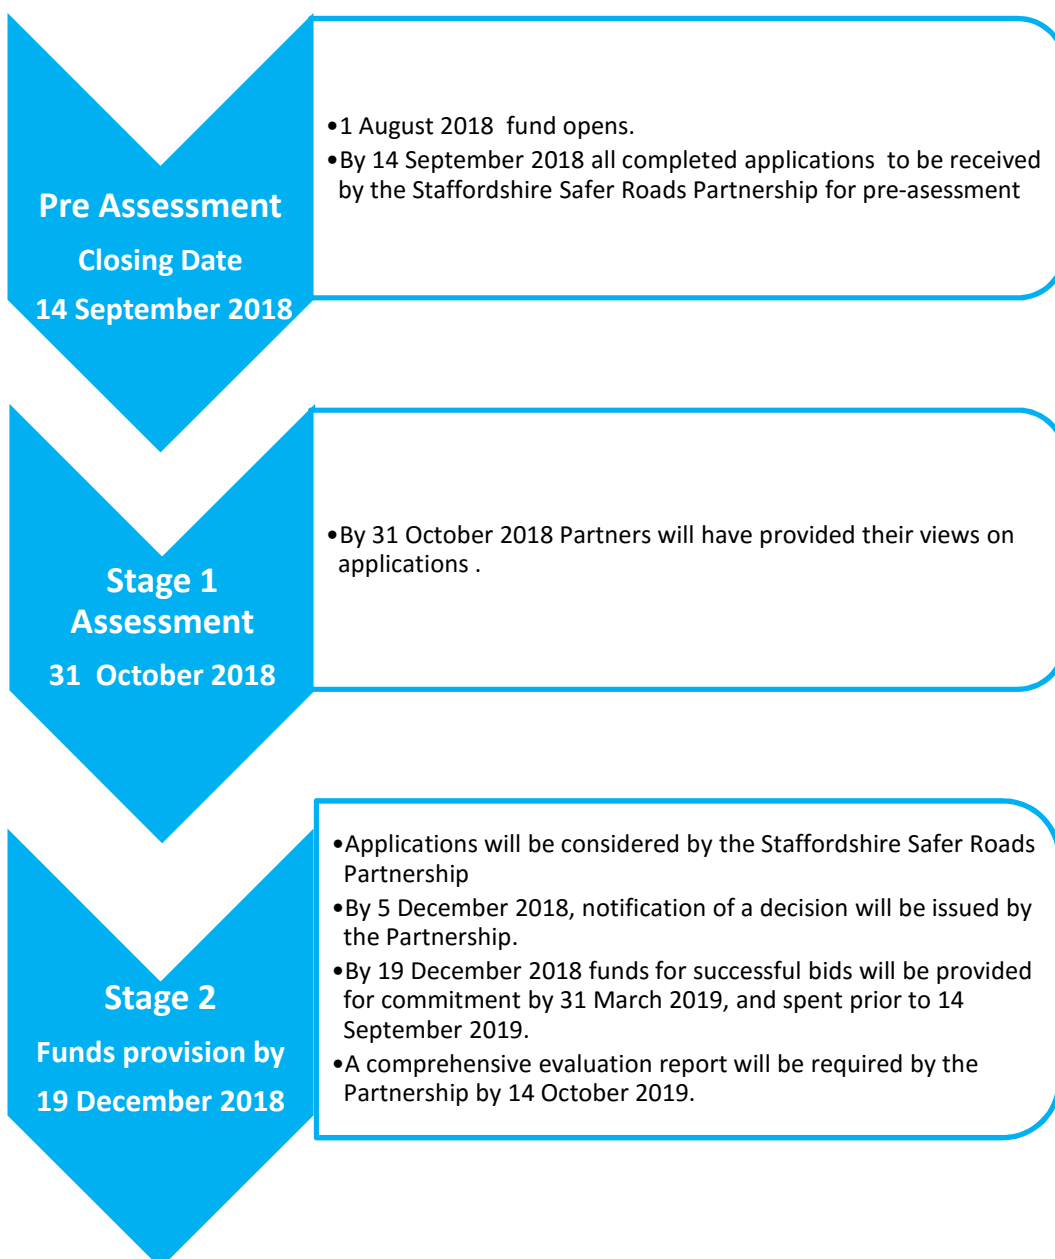 Pre Assessment
Closing Date
14 September 2018
•1 August 2018  fund opens.
•By 14 September 2018 all completed applications  to be received
by the Staffordshire Safer Roads Partnership for pre-asessment
Stage 1
Assessment
31  October 2018
•By 31 October 2018 Partners will have provided their views on
applications .
Stage 2
Funds provision by
19 December 2018
•Applications will be considered by the Staffordshire Safer Roads
Partnership
•By 5 December 2018, notification of a decision will be issued by
the Partnership.
•By 19 December 2018 funds for successful bids will be provided
for commitment by 31 March 2019, and spent prior to 14
September 2019.
•A comprehensive evaluation report will be required by the
Partnership by 14 October 2019.